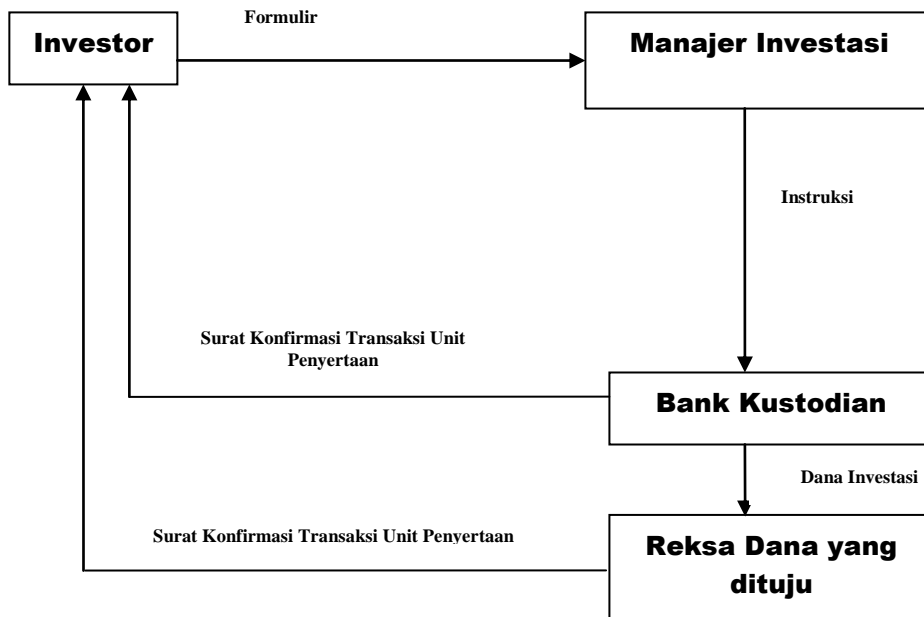 Formulir
Investor
Manajer Investasi
Instruksi
Surat Konfirmasi Transaksi Unit
Penyertaan
Bank Kustodian
Dana Investasi
Surat Konfirmasi Transaksi Unit Penyertaan
Reksa Dana yang
dituju